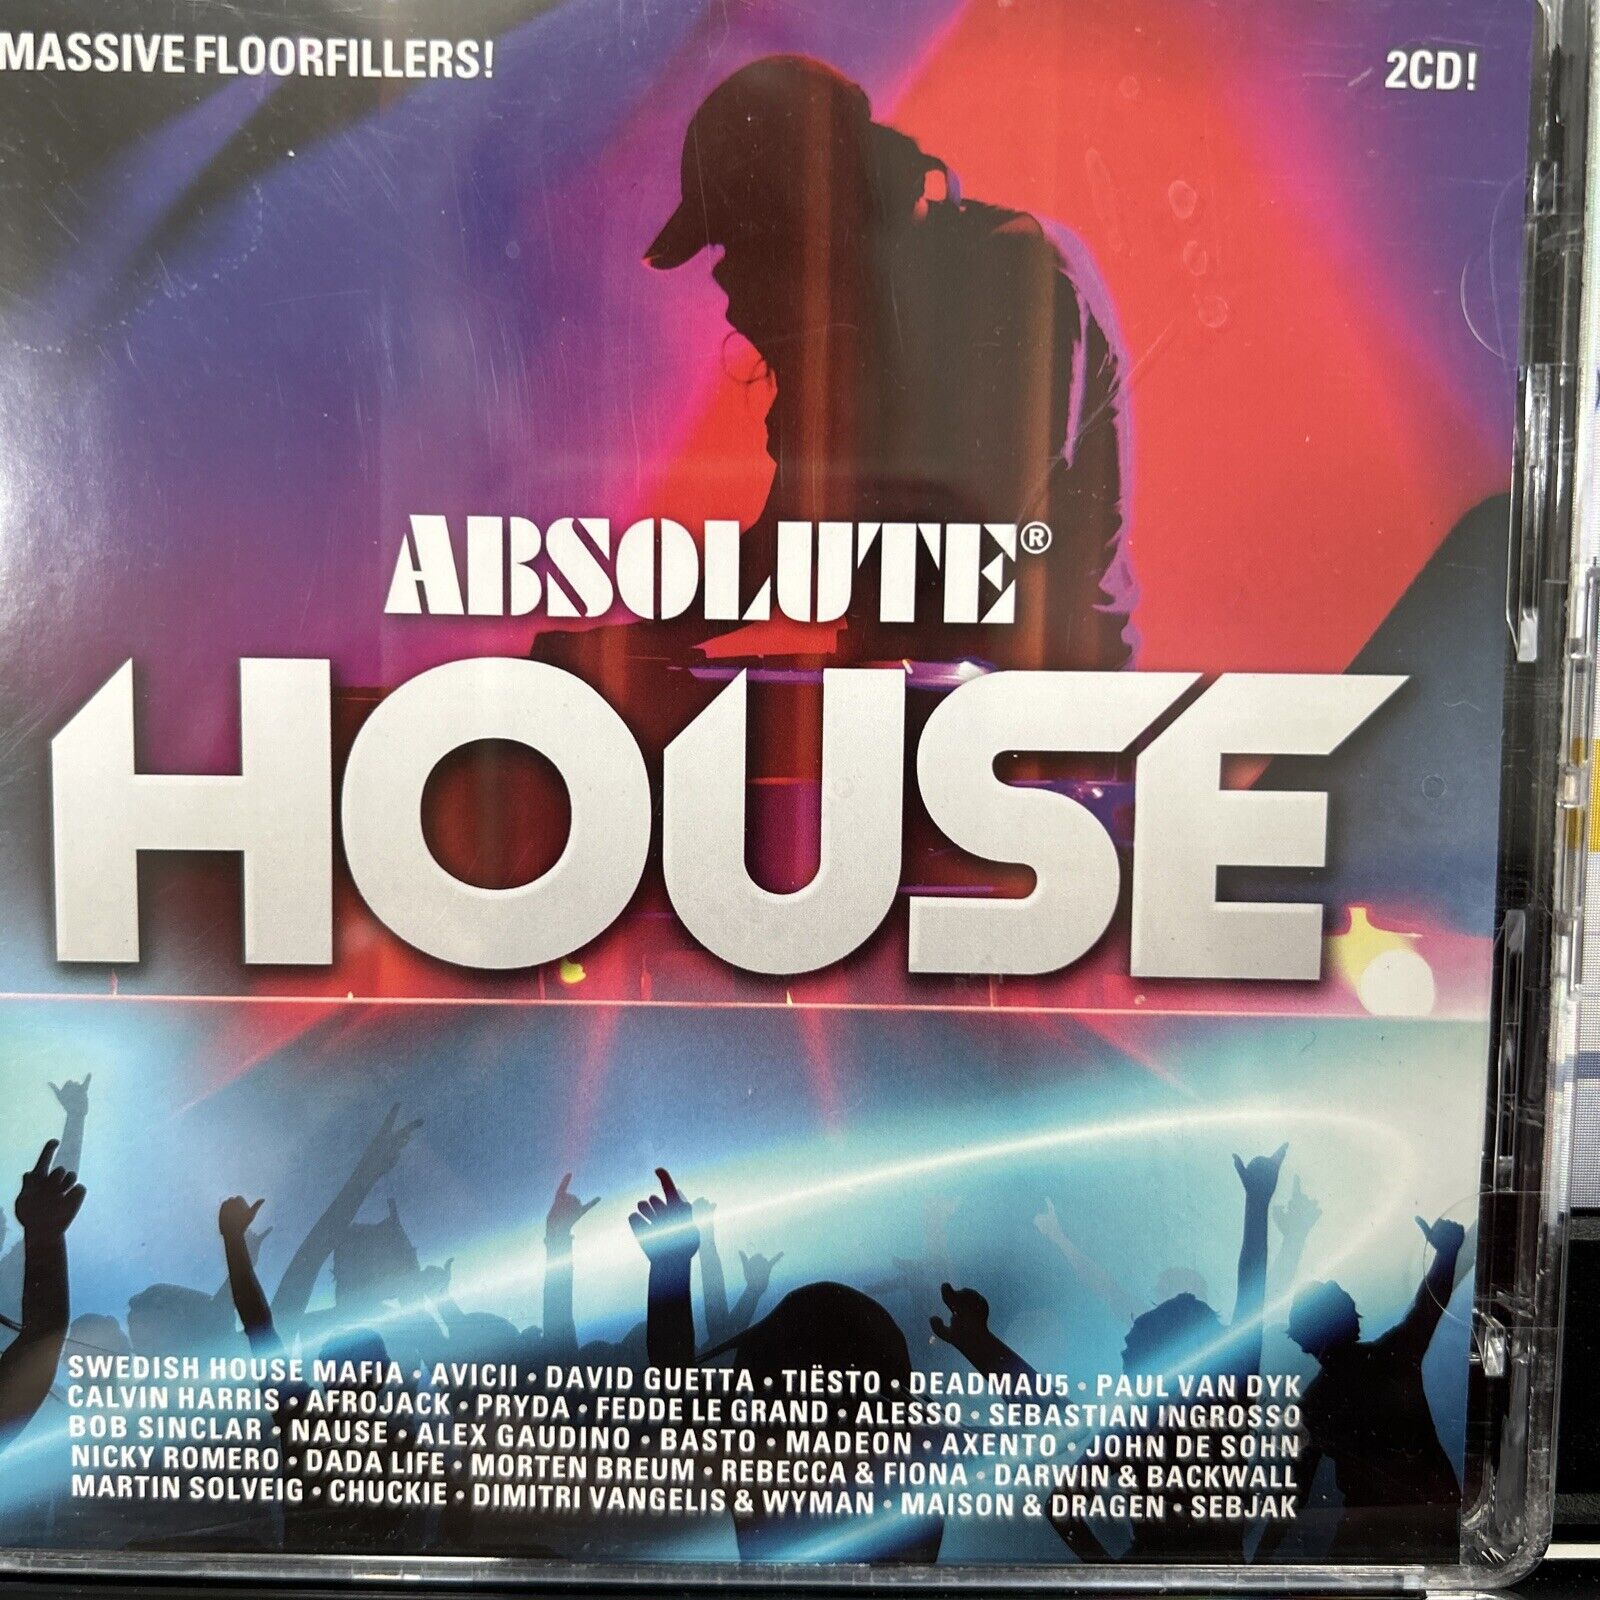 MASSIVE FLOORFILLERS!
2CD!
ABSOLUTE®
HOUSE
SWEDISH HOUSE MAFIA • AVICII • DAVID GUETTA • TIËSTO • DEADMAU5 • PAUL VAN DYK
CALVIN HARRIS • AFROJACK • PRYDA • FEDDE LE GRAND • ALESSO • SEBASTIAN INGROSSO
BOB SINCLAR • NAUSE • ALEX GAUDINO • BASTO • MADEON • AXENTO • JOHN DE SOHN
NICKY ROMERO • DADA LIFE • MORTEN BREUM • REBECCA & FIONA • DARWIN & BACKWALL
MARTIN SOLVEIG • CHUCKIE • DIMITRI VANGELIS & WYMAN • MAISON & DRAGEN • SEBJAK